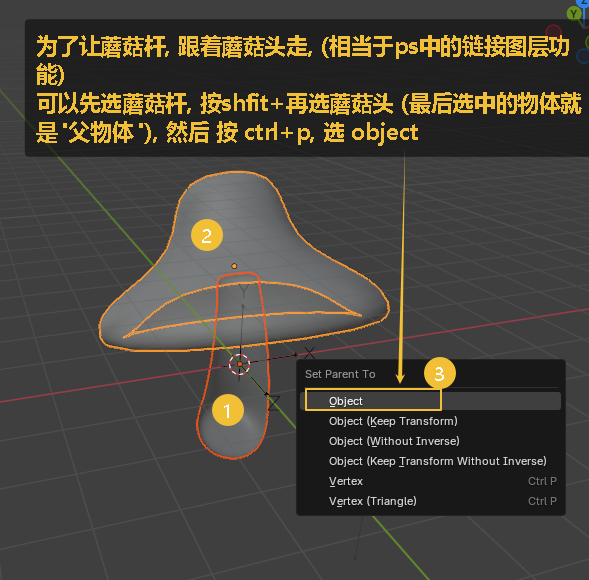 为了让蘑菇杆, 跟着蘑菇头走, (相当于ps中的链接图层功
能)
可以先选蘑菇杆, 按shfit+再选蘑菇头 (最后选中的物体就
是"父物体"), 然后 按 ctrl+p, 选 object
Y
2
Y
X
Z
1
3
Set Parent To
Object
Object (Keep Transform)
Object (Without Inverse)
Object (Keep Transform Without Inverse)
Vertex Ctrl P
Vertex (Triangle) Ctrl P